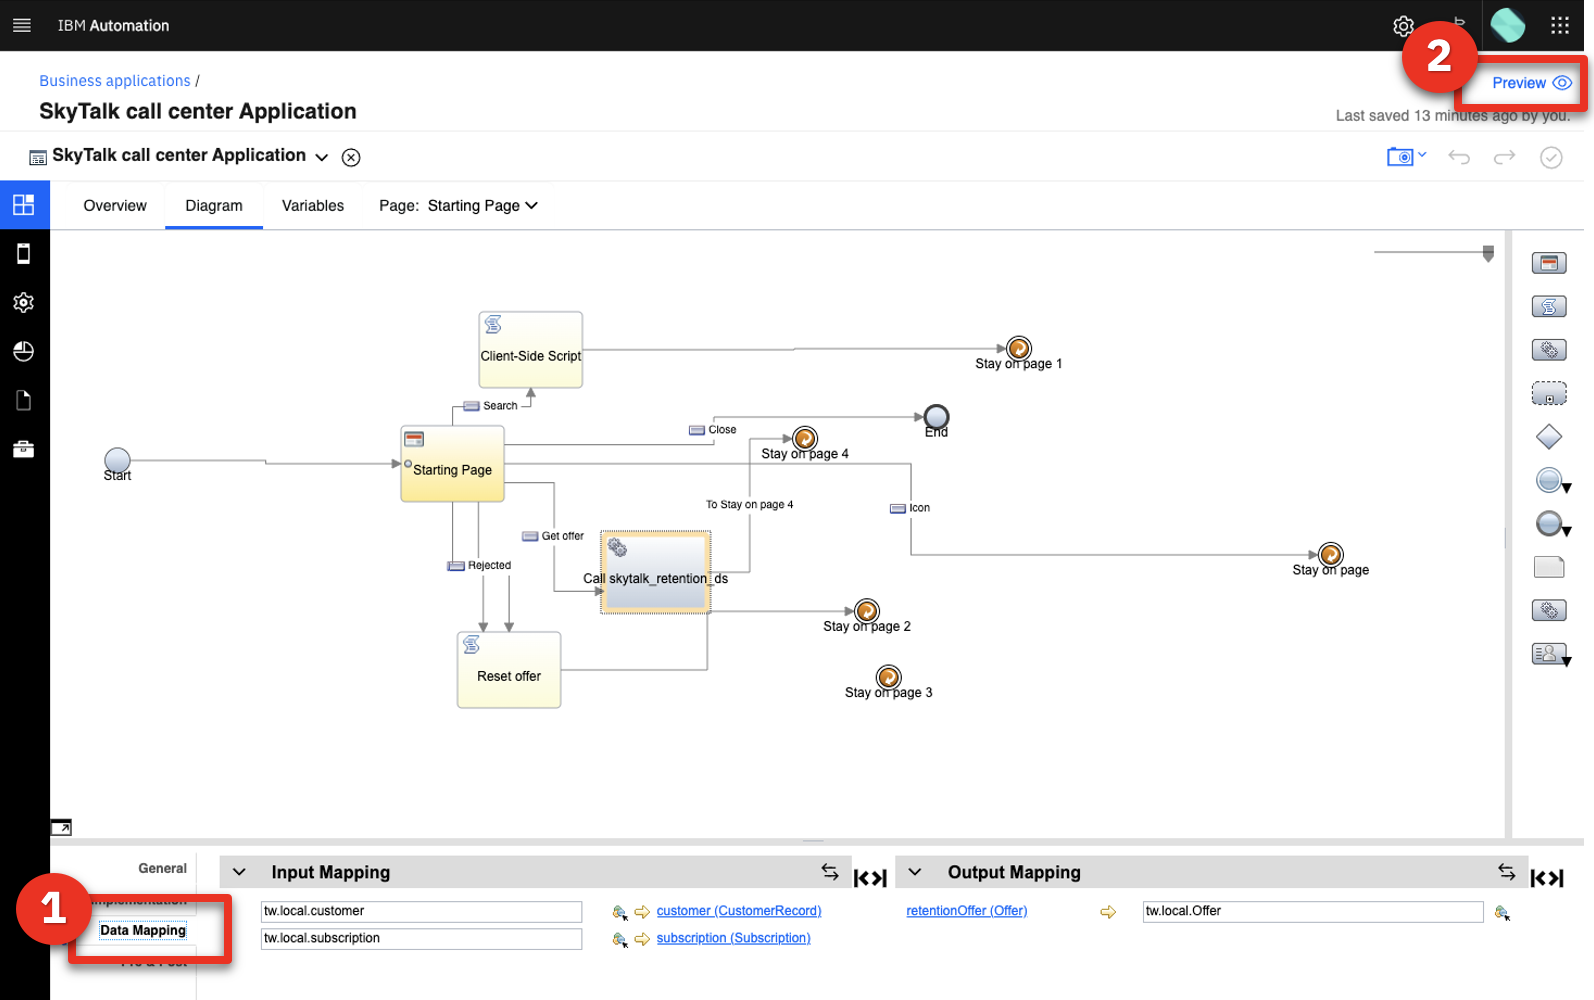 IBM Automation
2
Business applications /
Preview
SkyTalk call center Application
Last saved 13 minutes ago by you.
SkyTalk call center Application
Overview
Diagram
Variables
Page: Starting Page
Client-Side Script
Stay on page 1
Search
Close
End
Stay on page 4
Start
Starting Page
To Stay on page 4
Icon
Get offer
Rejected
Stay on page
Call skytalk_retention_ds
Stay on page 2
Reset offer
Stay on page 3
General
Input Mapping
Output Mapping
1
Implementation
tw.local.customer
customer (CustomerRecord)
retentionOffer (Offer)
tw.local.Offer
Data Mapping
tw.local.subscription
subscription (Subscription)
Pre & Post